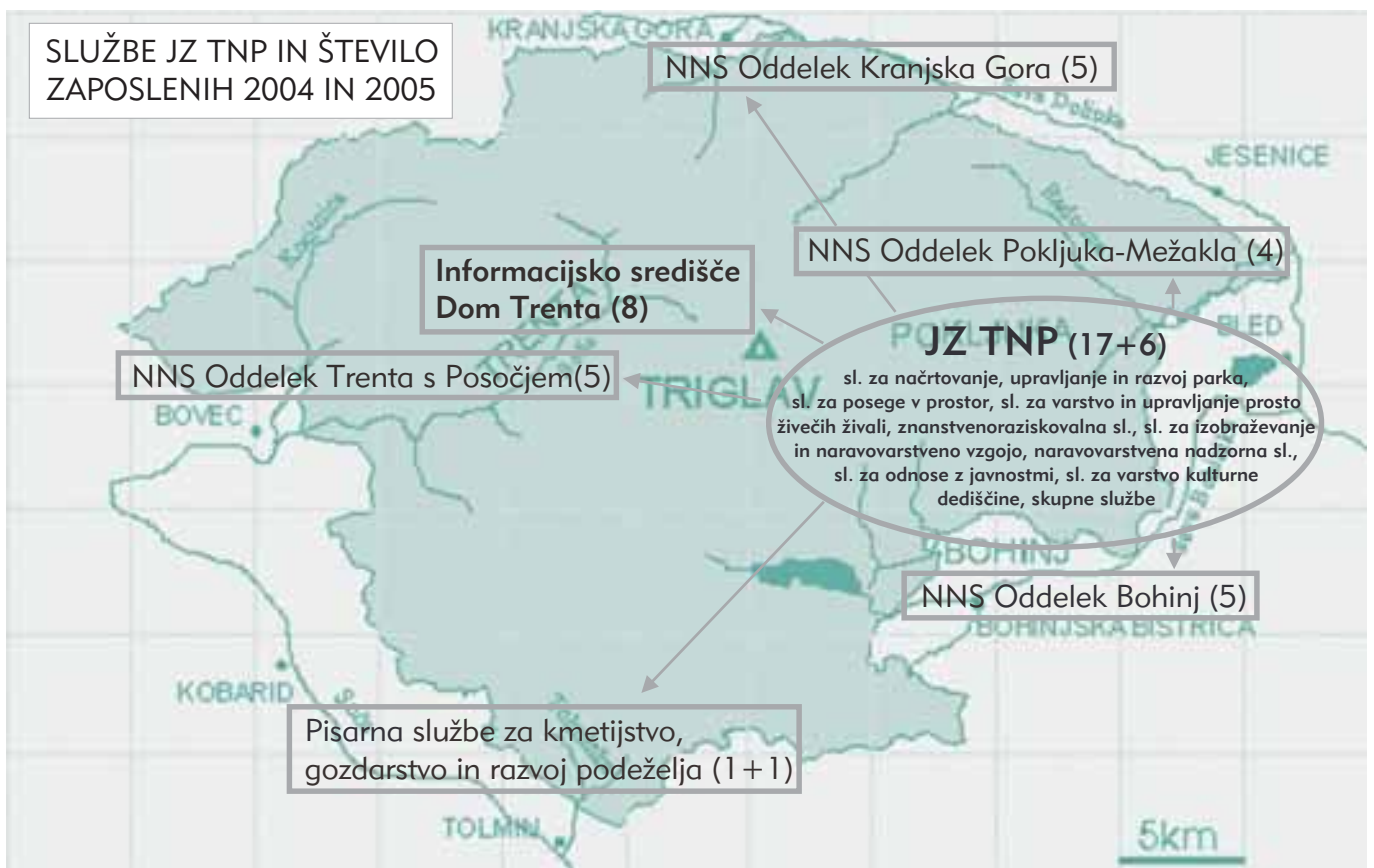 SLUŽBE JZ TNP IN ŠTEVILO
ZAPOSLENIH 2004 IN 2005
KRANJSKA GORA
NNS Oddelek Kranjska Gora (5)
Dolinka
JESENICE
Radovna
NNS Oddelek Pokljuka-Mežakla (4)
Koritnica
Informacijsko središče
Dom Trenta (8)
TRENTA
POKLJUKA
BLED
JZ TNP (17+6)
sl. za načrtovanje, upravljanje in razvoj parka,
sl. za posege v prostor, sl. za varstvo in upravljanje prosto
živečih živali, znanstvenoraziskovalna sl., sl. za izobraževanje
in naravovarstveno vzgojo, naravovarstvena nadzorna sl.,
sl. za odnose z javnostmi, sl. za varstvo kulturne
dediščine, skupne službe
NNS Oddelek Trenta s Posočjem(5)
TRIGLAV
BOVEC
BOHINJ
NNS Oddelek Bohinj (5)
BOHINJSKA BISTRICA
KOBARID
Pisarna službe za kmetijstvo,
gozdarstvo in razvoj podeželja (1+1)
TOLMIN
5km